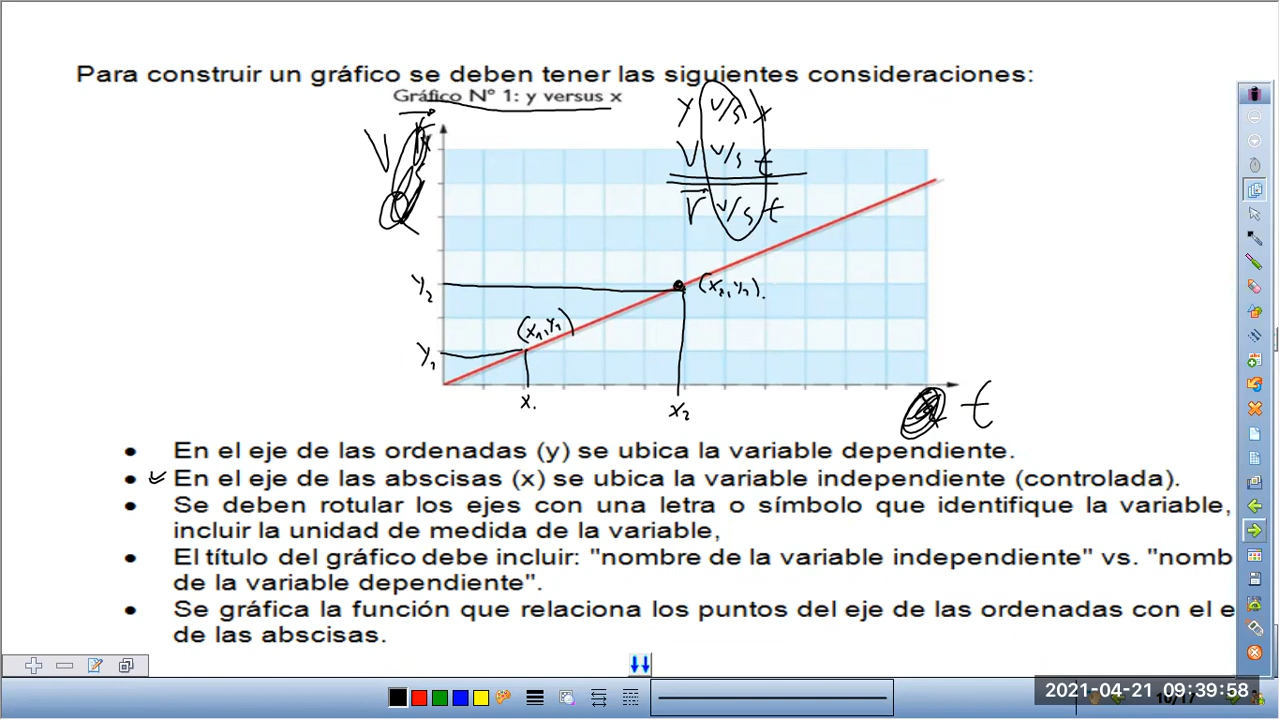 Para construir un gráfico se deben tener las siguientes consideraciones:
Gráfico N° 1: y versus x
y v/s x
V v/s t
r v/s t
V
y₂
(x₂, y₂).
(x₁, y₁)
y₁
x.
x₂
t
• En el eje de las ordenadas (y) se ubica la variable dependiente.
• En el eje de las abscisas (x) se ubica la variable independiente (controlada).
• Se deben rotular los ejes con una letra o símbolo que identifique la variable,
incluir la unidad de medida de la variable,
• El título del gráfico debe incluir: "nombre de la variable independiente" vs. "nomb
de la variable dependiente".
• Se gráfica la función que relaciona los puntos del eje de las ordenadas con el e
de las abscisas.
2021-04-21 09:39:58